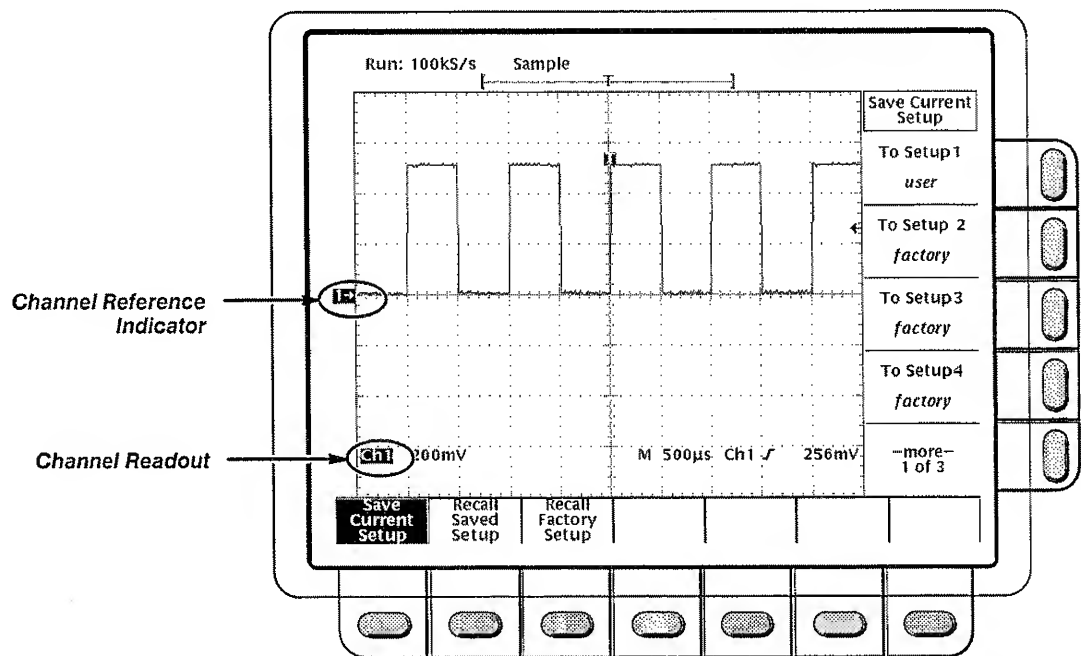 Run: 100kS/s Sample
T
Save Current
Setup
To Setup1
user
To Setup 2
factory
To Setup3
factory
To Setup4
factory
-more-
1 of 3
Channel Reference
Indicator
1
Channel Readout
Ch1 200mV M 500µs Ch1 ∫ 256mV
Save
Current
Setup
Recall
Saved
Setup
Recall
Factory
Setup